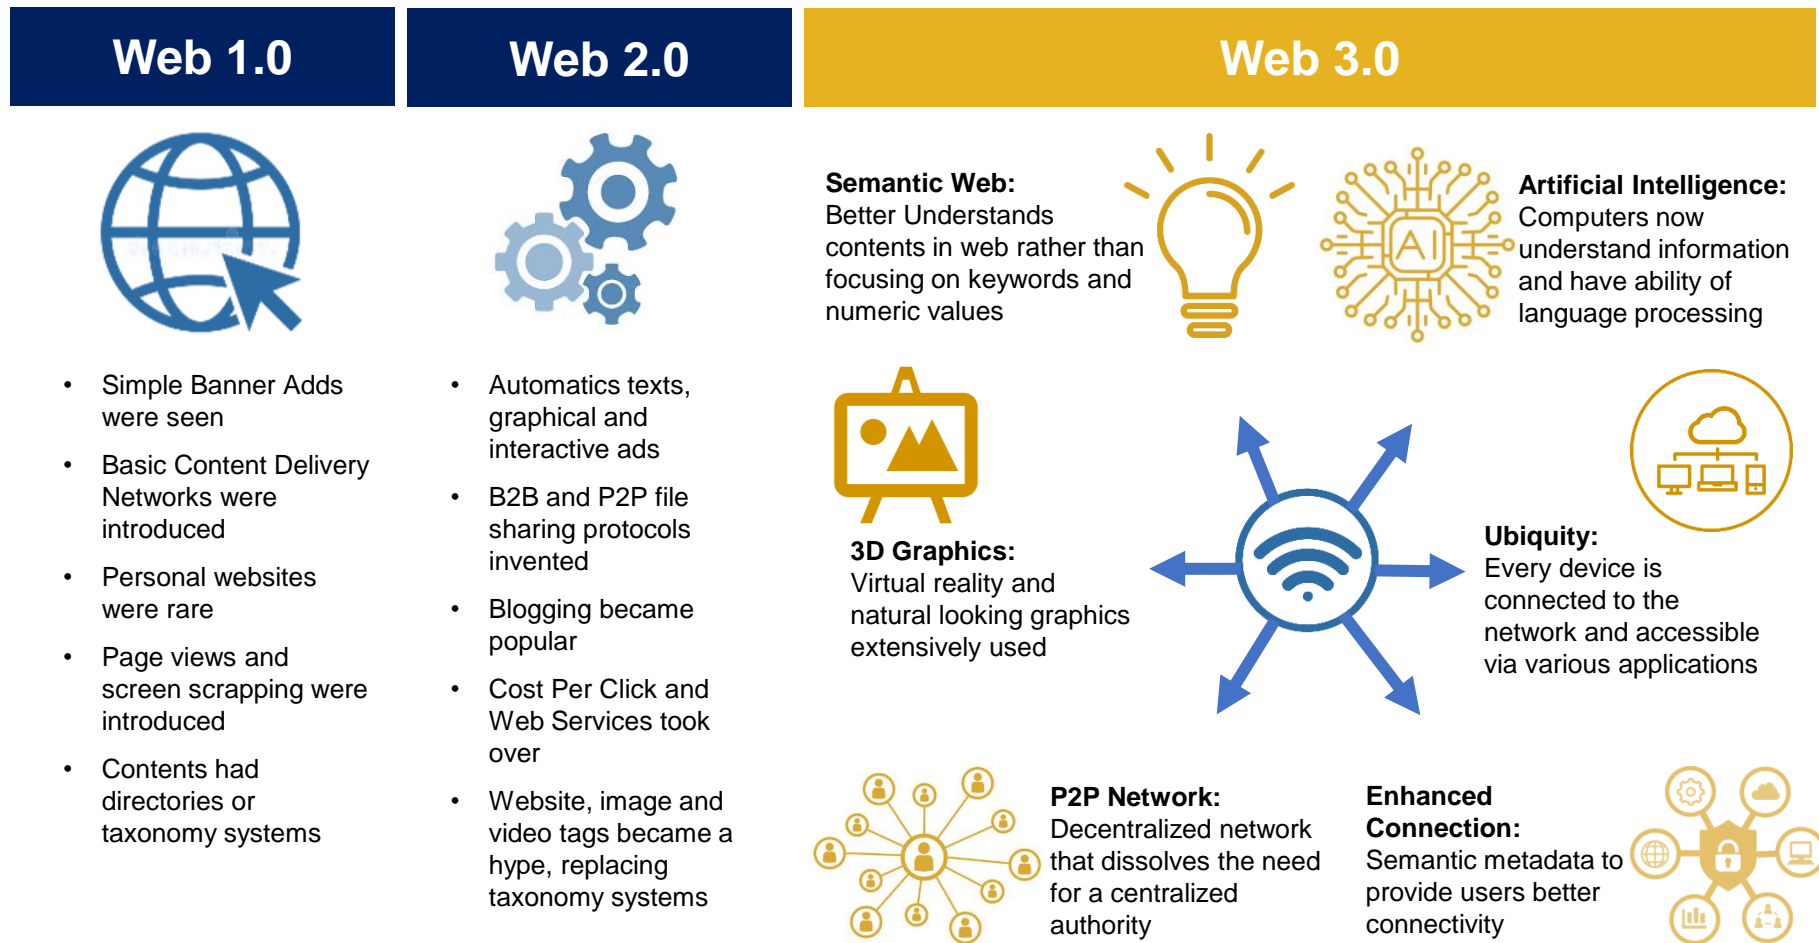 Web 1.0
Web 2.0
Web 3.0
• Simple Banner Adds
were seen
• Basic Content Delivery
Networks were
introduced
• Personal websites
were rare
• Page views and
screen scrapping were
introduced
• Contents had
directories or
taxonomy systems
• Automatics texts,
graphical and
interactive ads
• B2B and P2P file
sharing protocols
invented
• Blogging became
popular
• Cost Per Click and
Web Services took
over
• Website, image and
video tags became a
hype, replacing
taxonomy systems
Semantic Web:
Better Understands
contents in web rather than
focusing on keywords and
numeric values
AI
Artificial Intelligence:
Computers now
understand information
and have ability of
language processing
3D Graphics:
Virtual reality and
natural looking graphics
extensively used
Ubiquity:
Every device is
connected to the
network and accessible
via various applications
P2P Network:
Decentralized network
that dissolves the need
for a centralized
authority
Enhanced
Connection:
Semantic metadata to
provide users better
connectivity